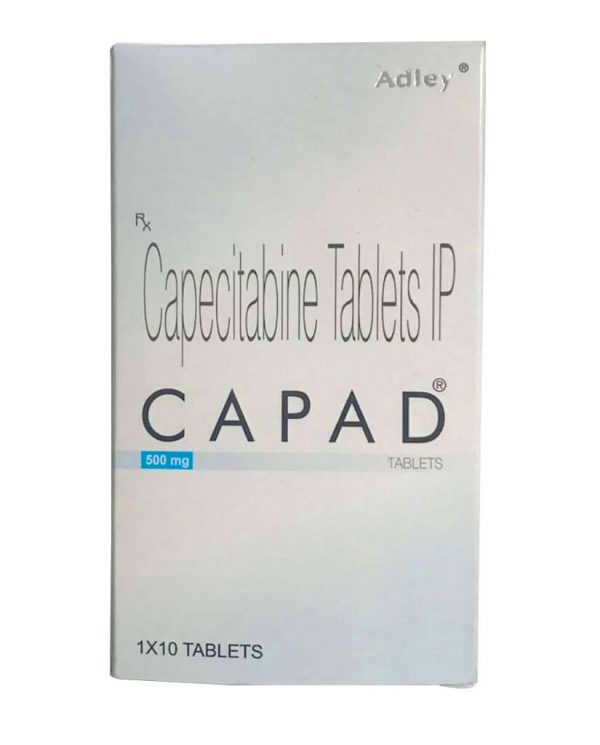 Adley ®
Rx
Capecitabine Tablets IP
CAPAD®
500 mg TABLETS
1X10 TABLETS